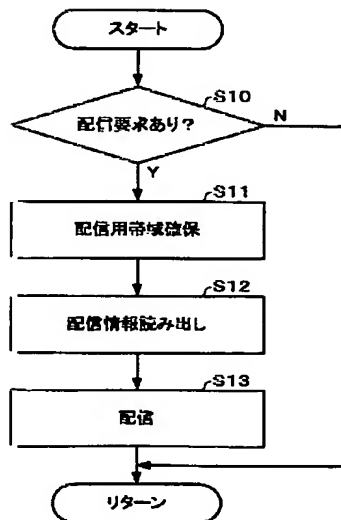 スタート
S10
配信要求あり?
N
Y
S11
配信用帯域確保
S12
配信情報読み出し
S13
配信
リターン